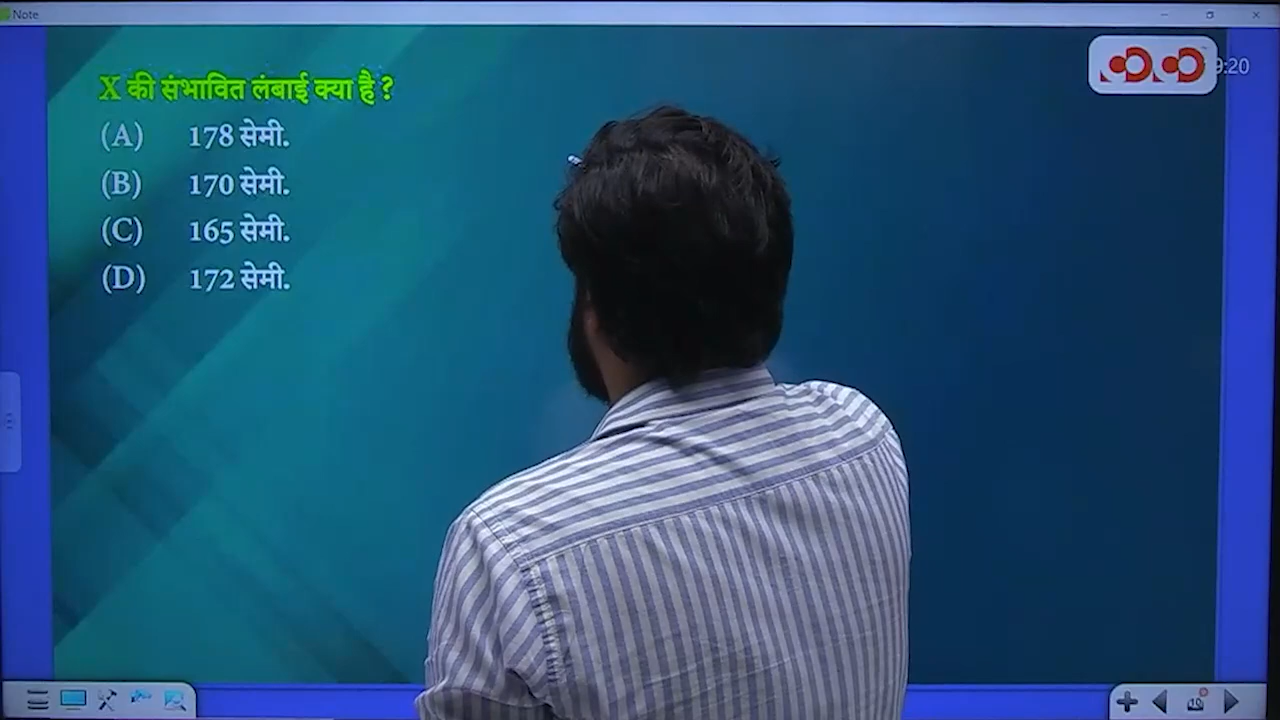 Note
9:20
X की संभावित लंबाई क्या है ?
(A) 178 सेमी.
(B) 170 सेमी.
(C) 165 सेमी.
(D) 172 सेमी.